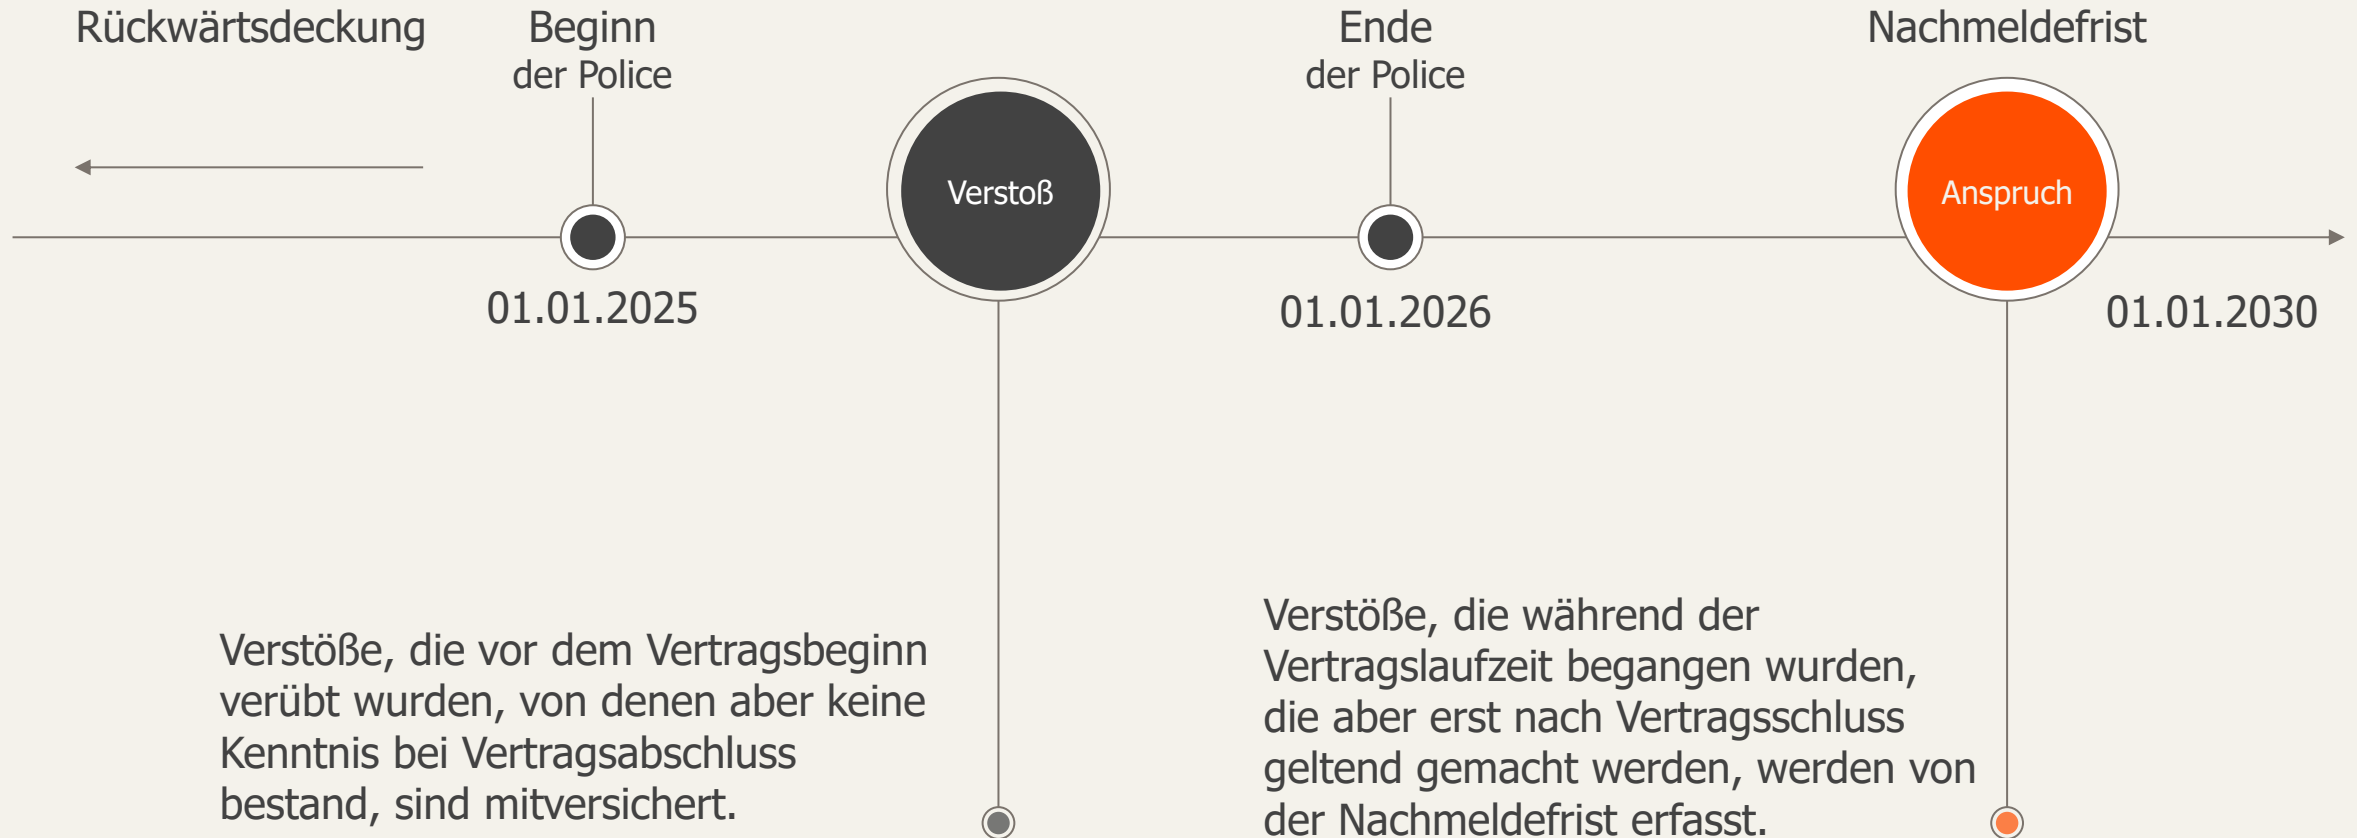 Rückwärtsdeckung
Beginn
der Police
Ende
der Police
Nachmeldefrist
Verstoß
Anspruch
01.01.2025
01.01.2026
01.01.2030
Verstöße, die vor dem Vertragsbeginn
verübt wurden, von denen aber keine
Kenntnis bei Vertragsabschluss
bestand, sind mitversichert.
Verstöße, die während der
Vertragslaufzeit begangen wurden,
die aber erst nach Vertragsschluss
geltend gemacht werden, werden von
der Nachmeldefrist erfasst.